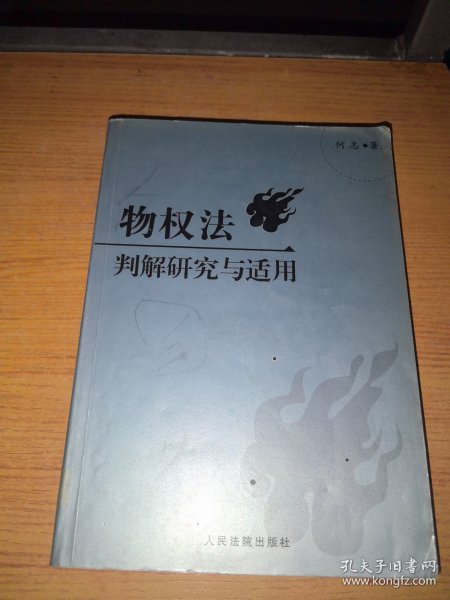 何志◆著
物权法
判解研究与适用
人民法院出版社
孔夫子旧书网
www.kongfz.com